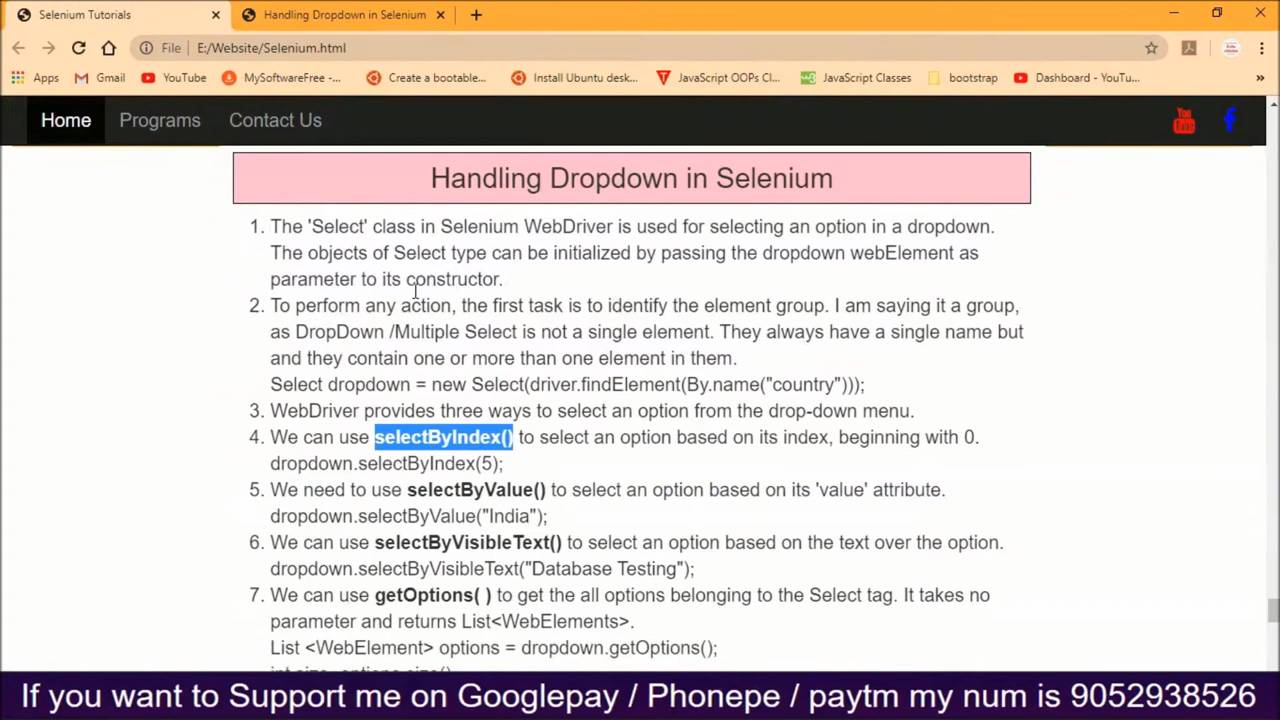 Selenium Tutorials
Handling Dropdown in Selenium
File E:/Website/Selenium.html
Apps Gmail YouTube MySoftwareFree -... Create a bootable... Install Ubuntu desk... JavaScript OOPs Cl... JavaScript Classes bootstrap Dashboard - YouTu... »
Home Programs Contact Us
Handling Dropdown in Selenium
1. The 'Select' class in Selenium WebDriver is used for selecting an option in a dropdown.
The objects of Select type can be initialized by passing the dropdown webElement as
parameter to its constructor.
2. To perform any action, the first task is to identify the element group. I am saying it a group,
as DropDown /Multiple Select is not a single element. They always have a single name but
and they contain one or more than one element in them.
Select dropdown = new Select(driver.findElement(By.name("country")));
3. WebDriver provides three ways to select an option from the drop-down menu.
4. We can use selectByIndex() to select an option based on its index, beginning with 0.
dropdown.selectByIndex(5);
5. We need to use selectByValue() to select an option based on its 'value' attribute.
dropdown.selectByValue("India");
6. We can use selectByVisibleText() to select an option based on the text over the option.
dropdown.selectByVisibleText("Database Testing");
7. We can use getOptions( ) to get the all options belonging to the Select tag. It takes no
parameter and returns List<WebElements>.
List <WebElement> options = dropdown.getOptions();
If you want to Support me on Googlepay / Phonepe / paytm my num is 9052938526